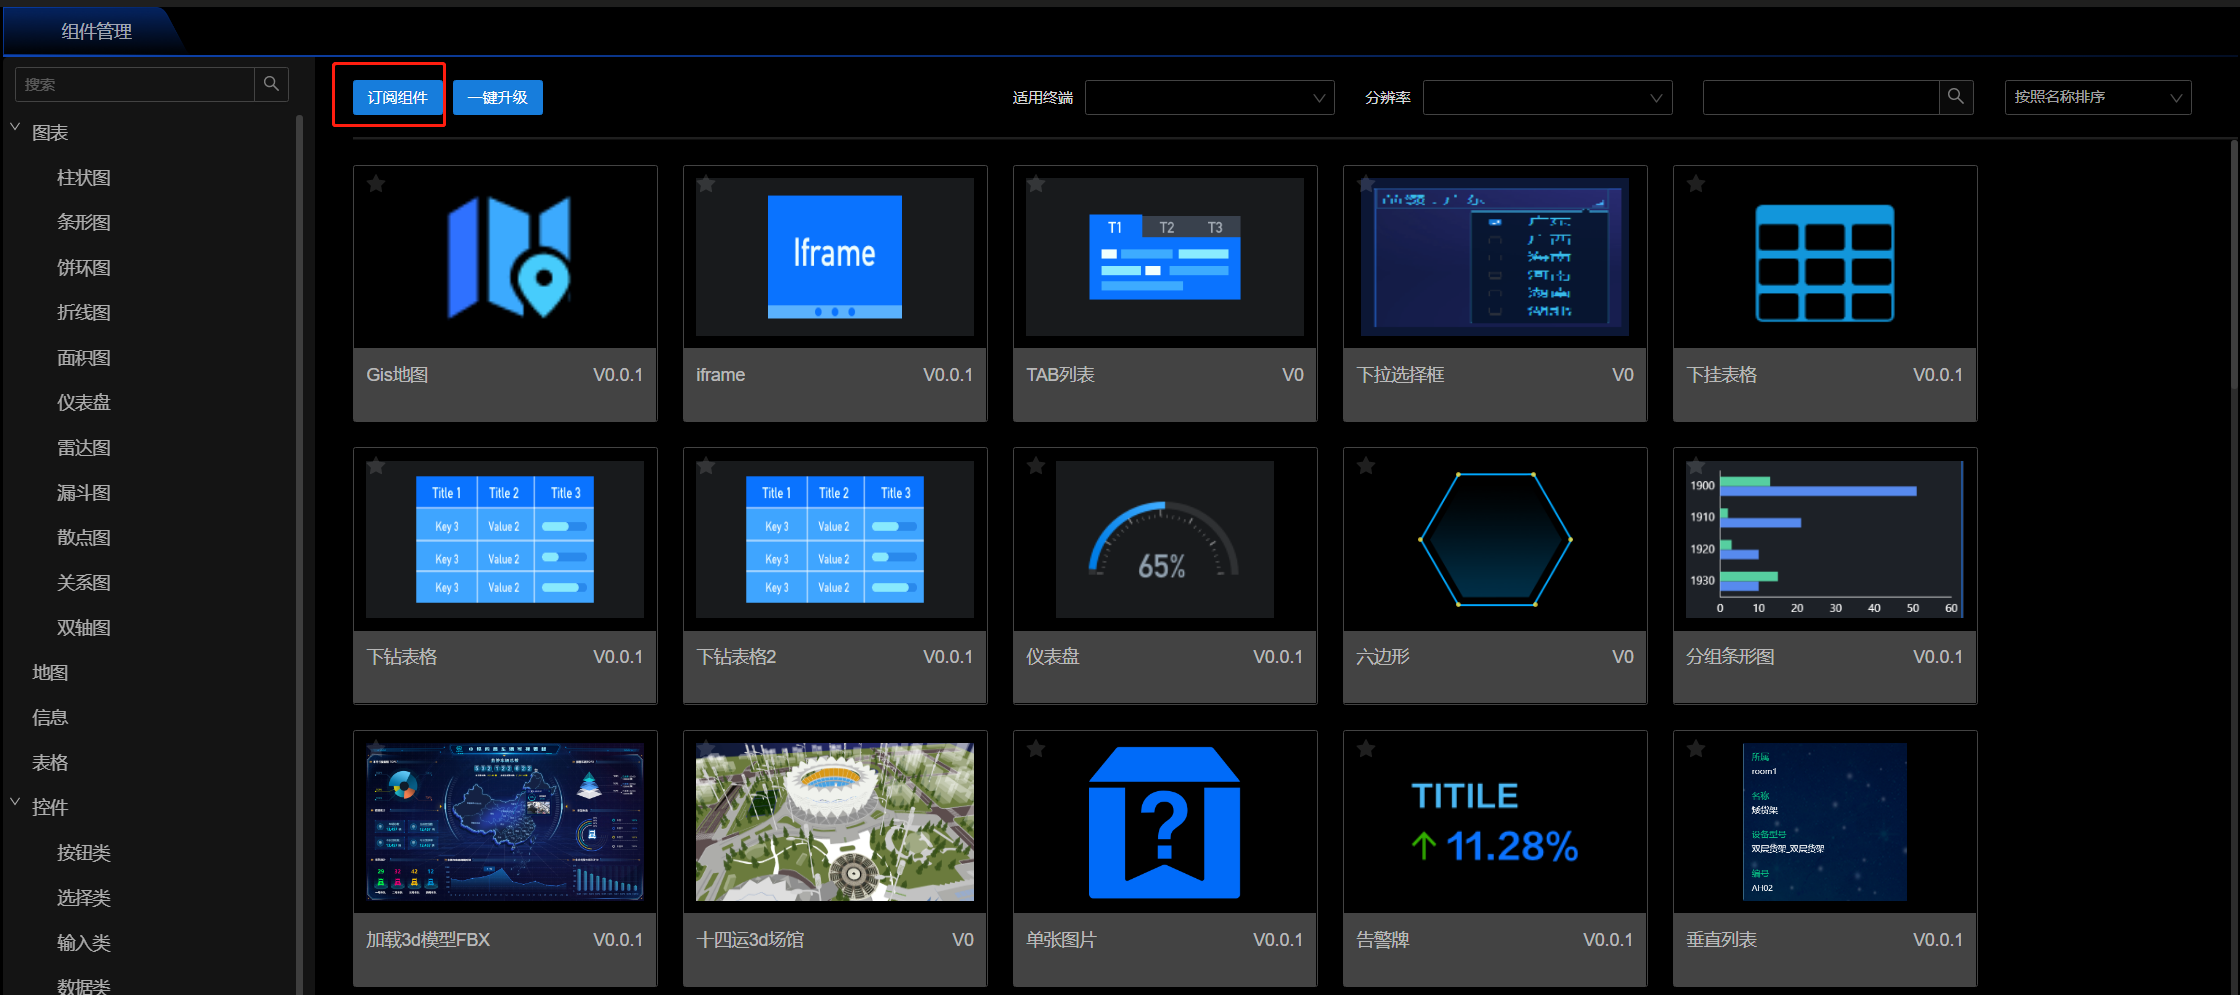 组件管理
搜索
图表
柱状图
条形图
饼环图
折线图
面积图
仪表盘
雷达图
漏斗图
散点图
关系图
双轴图
地图
信息
表格
控件
按钮类
选择类
输入类
数据类
订阅组件 一键升级 适用终端 分辨率 按照名称排序
Iframe
T1 T2 T3
Gis地图 V0.0.1
iframe V0.0.1
TAB列表 V0
下拉选择框 V0
下挂表格 V0.0.1
Title 1 Title 2 Title 3
Key 3 Value 2
Key 3 Value 2
Key 3 Value 2
Title 1 Title 2 Title 3
Key 3 Value 2
Key 3 Value 2
Key 3 Value 2
65%
1900
1910
1920
1930
0 10 20 30 40 50 60
下钻表格 V0.0.1
下钻表格2 V0.0.1
仪表盘 V0.0.1
六边形 V0
分组条形图 V0.0.1
?
TITILE
11.28%
所属
room1
名称
矮货架
设备型号
双层货架_双层货架
编号
AH02
加载3d模型FBX V0.0.1
十四运3d场馆 V0
单张图片 V0.0.1
告警牌 V0.0.1
垂直列表 V0.0.1